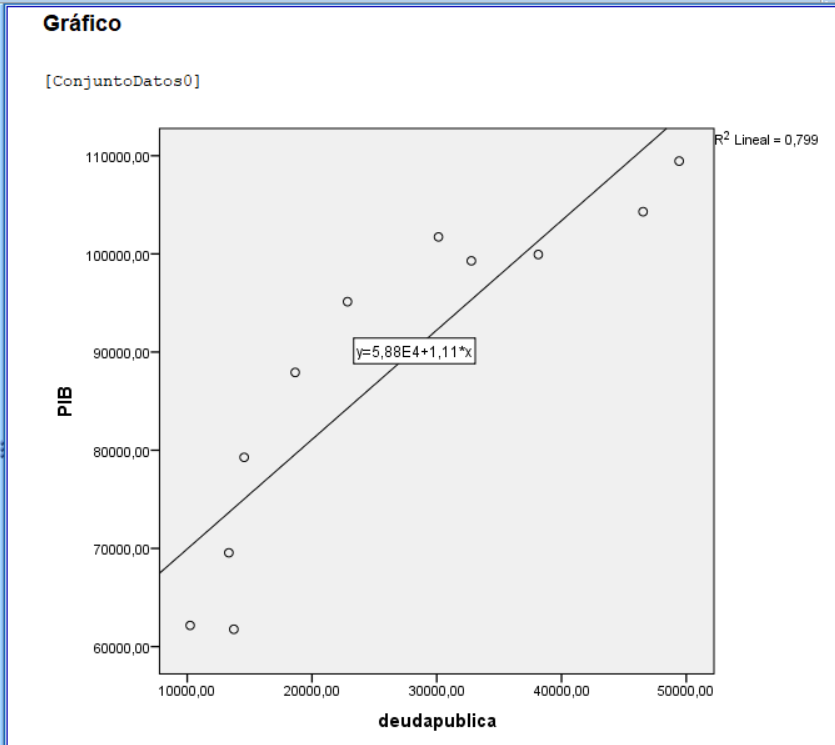 Gráfico
[ConjuntoDatos0]
R2 Lineal = 0,799
110000,00
100000,00
90000,00
80000,00
70000,00
60000,00
PIB
y=5,88E4+1,11*x
10000,00 20000,00 30000,00 40000,00 50000,00
deudapublica